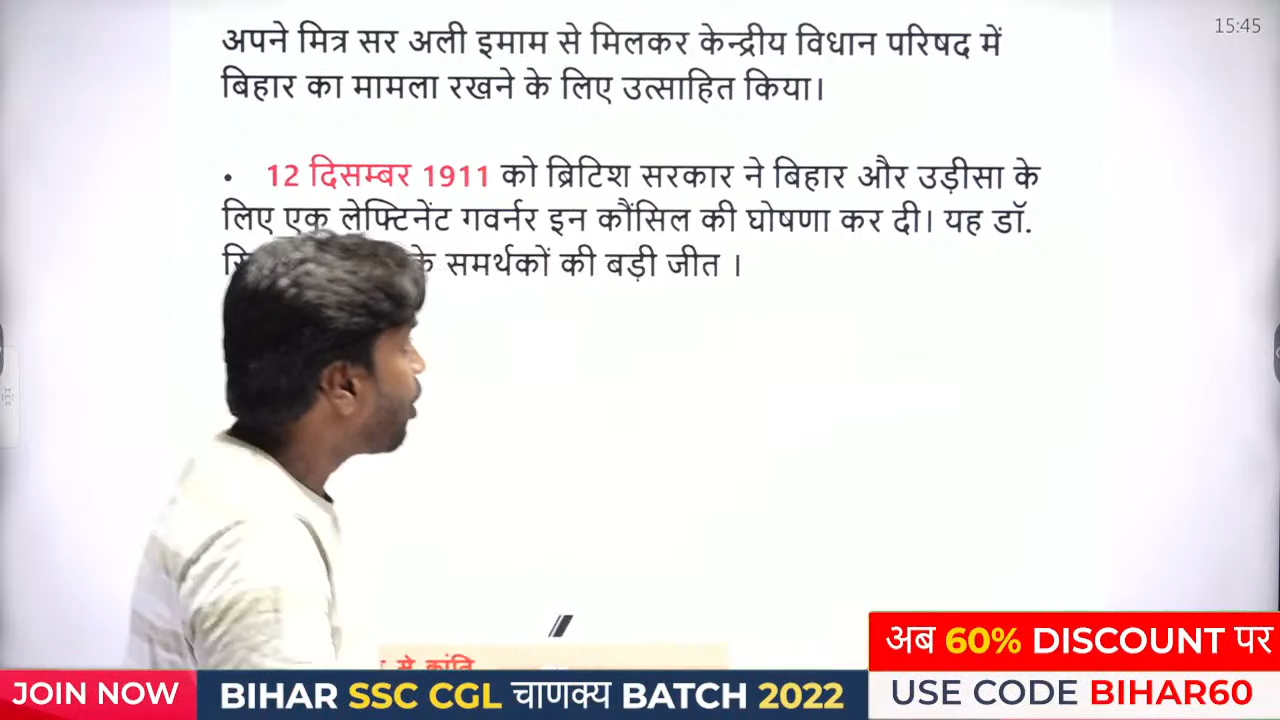 15:45
अपने मित्र सर अली इमाम से मिलकर केन्द्रीय विधान परिषद में
बिहार का मामला रखने के लिए उत्साहित किया।
• 12 दिसम्बर 1911 को ब्रिटिश सरकार ने बिहार और उड़ीसा के
लिए एक लेफ्टिनेंट गवर्नर इन कौंसिल की घोषणा कर दी। यह डॉ.
के समर्थकों की बड़ी जीत ।
से क्रांति
अब 60% DISCOUNT पर
JOIN NOW
BIHAR SSC CGL चाणक्य BATCH 2022
USE CODE BIHAR60